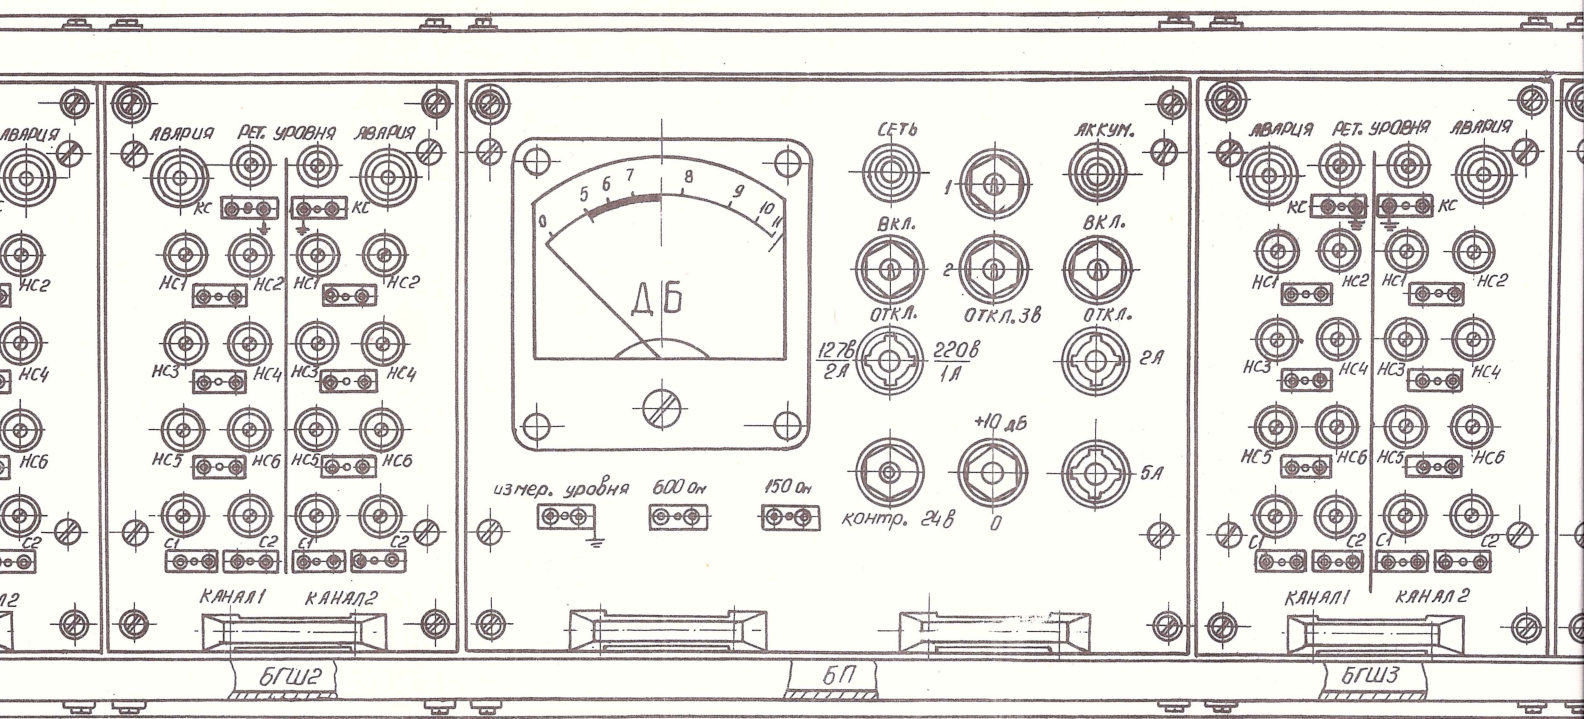 АВАРИЯ
НС2
НС4
НС6
С2
АВАРИЯ РЕГ. УРОВНЯ АВАРИЯ
КС КС
НС1 НС2 НС1 НС2
НС3 НС4 НС3 НС4
НС5 НС6 НС5 НС6
С1 С2 С1 С2
КАНАЛ1 КАНАЛ2
БГШ2
0 5 6 7 8 9 10 11
дБ
измер. уровня 600 Ом 150 Ом
СЕТЬ АККУМ.
1
ВКЛ. ВКЛ.
2
ОТКЛ. ОТКЛ. 3В ОТКЛ.
127В 220В
2А 1А 2А
+10 дБ
5А
контр. 24В 0
БП
АВАРИЯ РЕГ. УРОВНЯ АВАРИЯ
КС КС
НС1 НС2 НС1 НС2
НС3 НС4 НС3 НС4
НС5 НС6 НС5 НС6
С1 С2 С1 С2
КАНАЛ1 КАНАЛ2
БГШ3